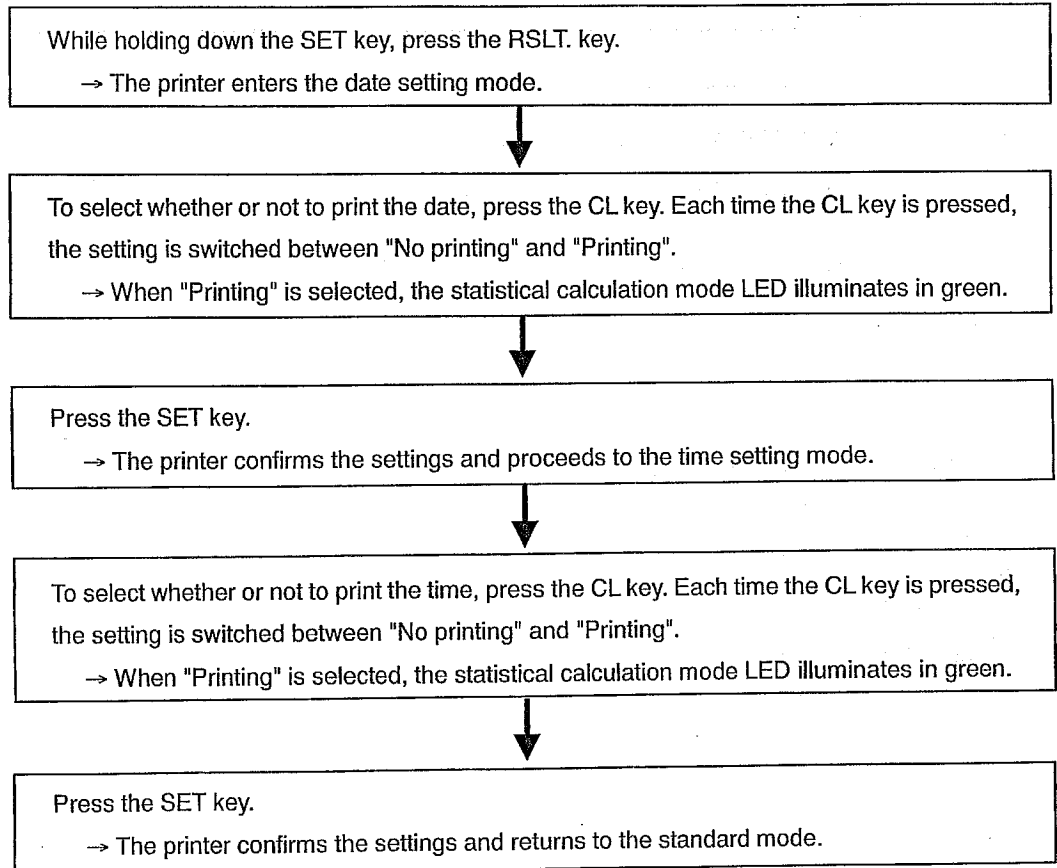 While holding down the SET key, press the RSLT. key.
→ The printer enters the date setting mode.
To select whether or not to print the date, press the CL key. Each time the CL key is pressed,
the setting is switched between "No printing" and "Printing".
→ When "Printing" is selected, the statistical calculation mode LED illuminates in green.
Press the SET key.
→ The printer confirms the settings and proceeds to the time setting mode.
To select whether or not to print the time, press the CL key. Each time the CL key is pressed,
the setting is switched between "No printing" and "Printing".
→ When "Printing" is selected, the statistical calculation mode LED illuminates in green.
Press the SET key.
→ The printer confirms the settings and returns to the standard mode.